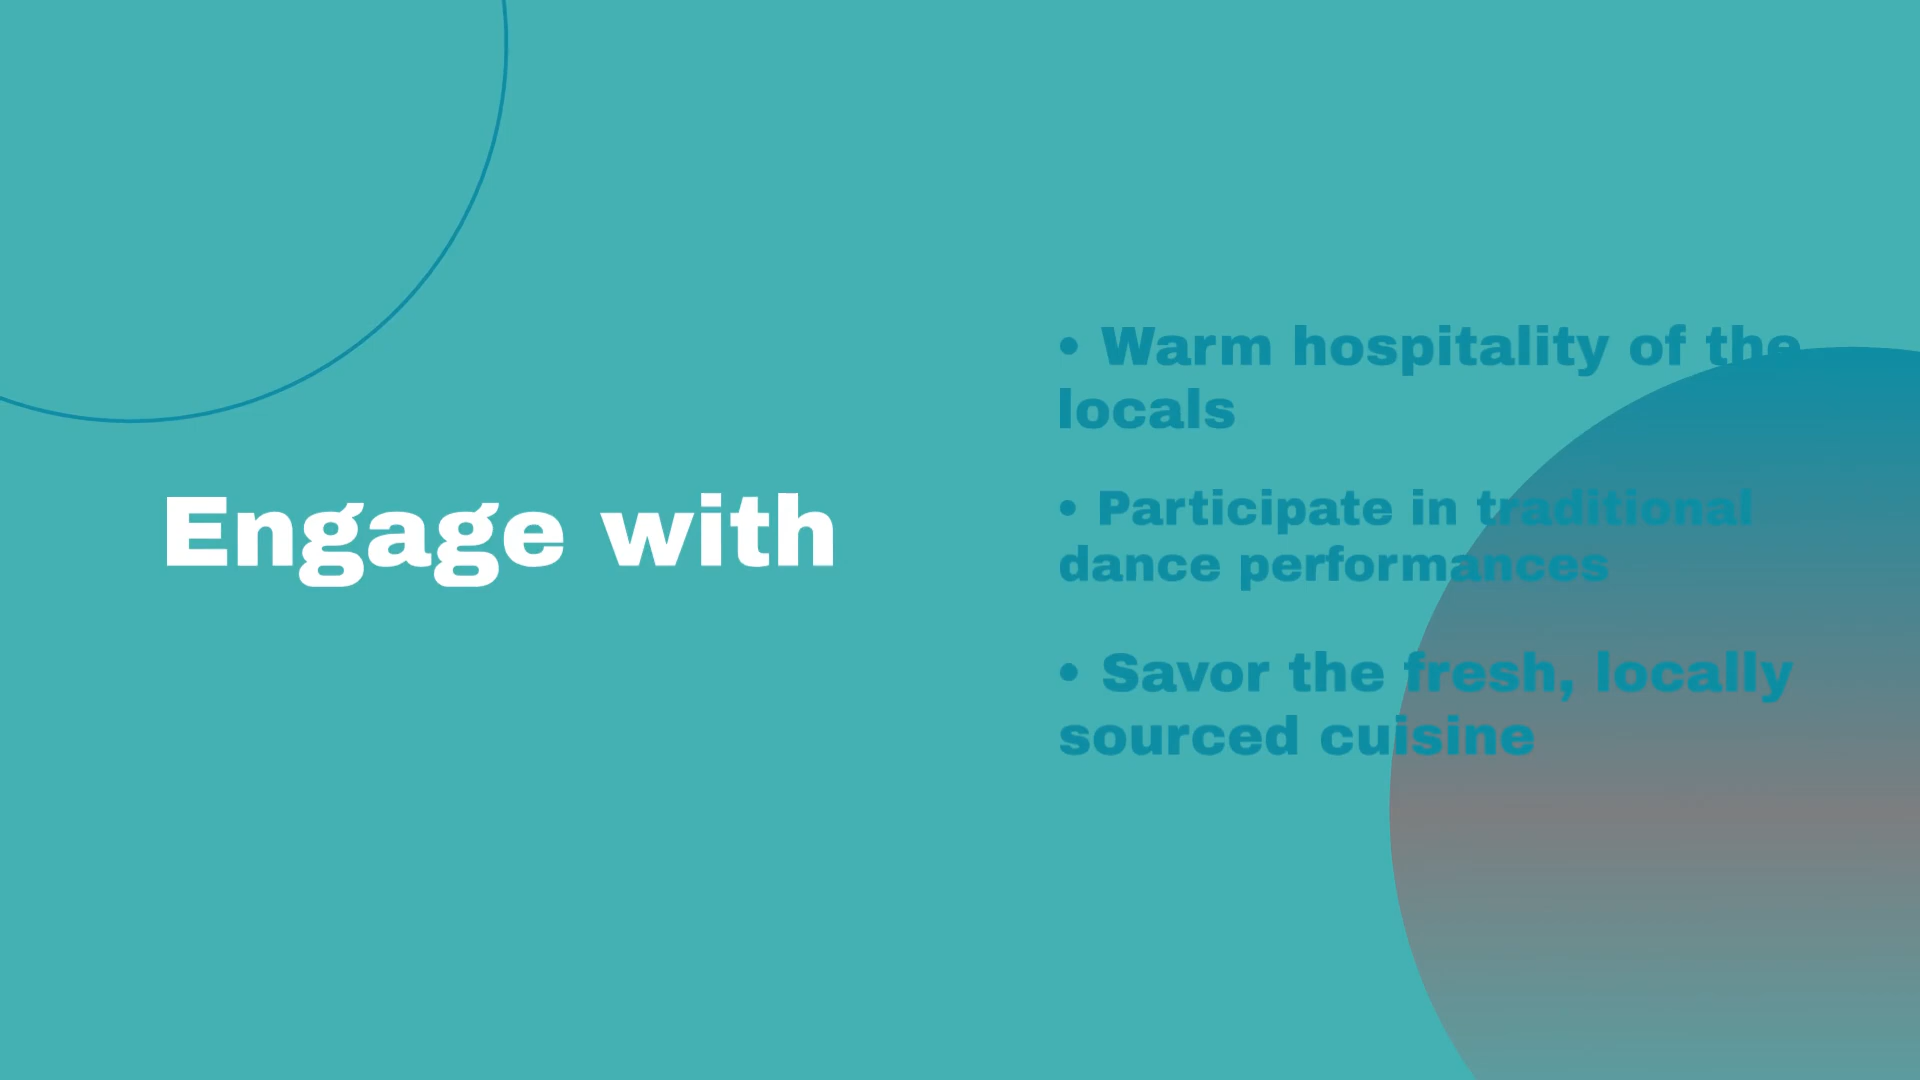 Engage with
• Warm hospitality of the
locals
• Participate in traditional
dance performances
• Savor the fresh, locally
sourced cuisine